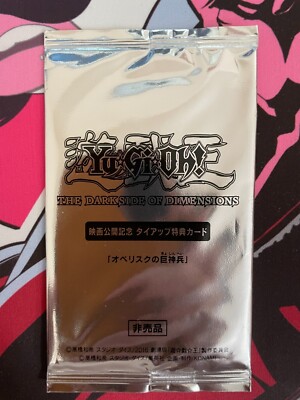 遊戯王
Yu-Gi-Oh!
THE DARKSIDE OF DIMENSIONS
映画公開記念 タイアップ特典カード
「オベリスクの巨神兵」
非売品